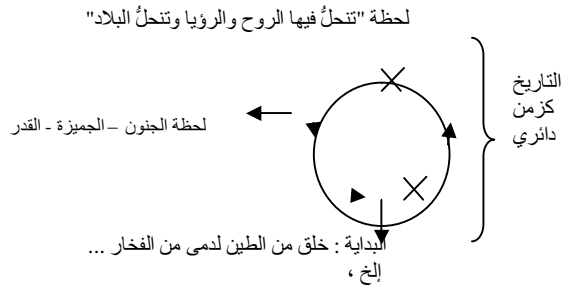 لحظة "تنحلُّ فيها الروح والرؤيا وتنحلُّ البلاد"
التاريخ
كزمن
دائري
لحظة الجنون – الجميزة - القدر
البداية : خلق من الطين لدمى من الفخار ...
إلخ ،